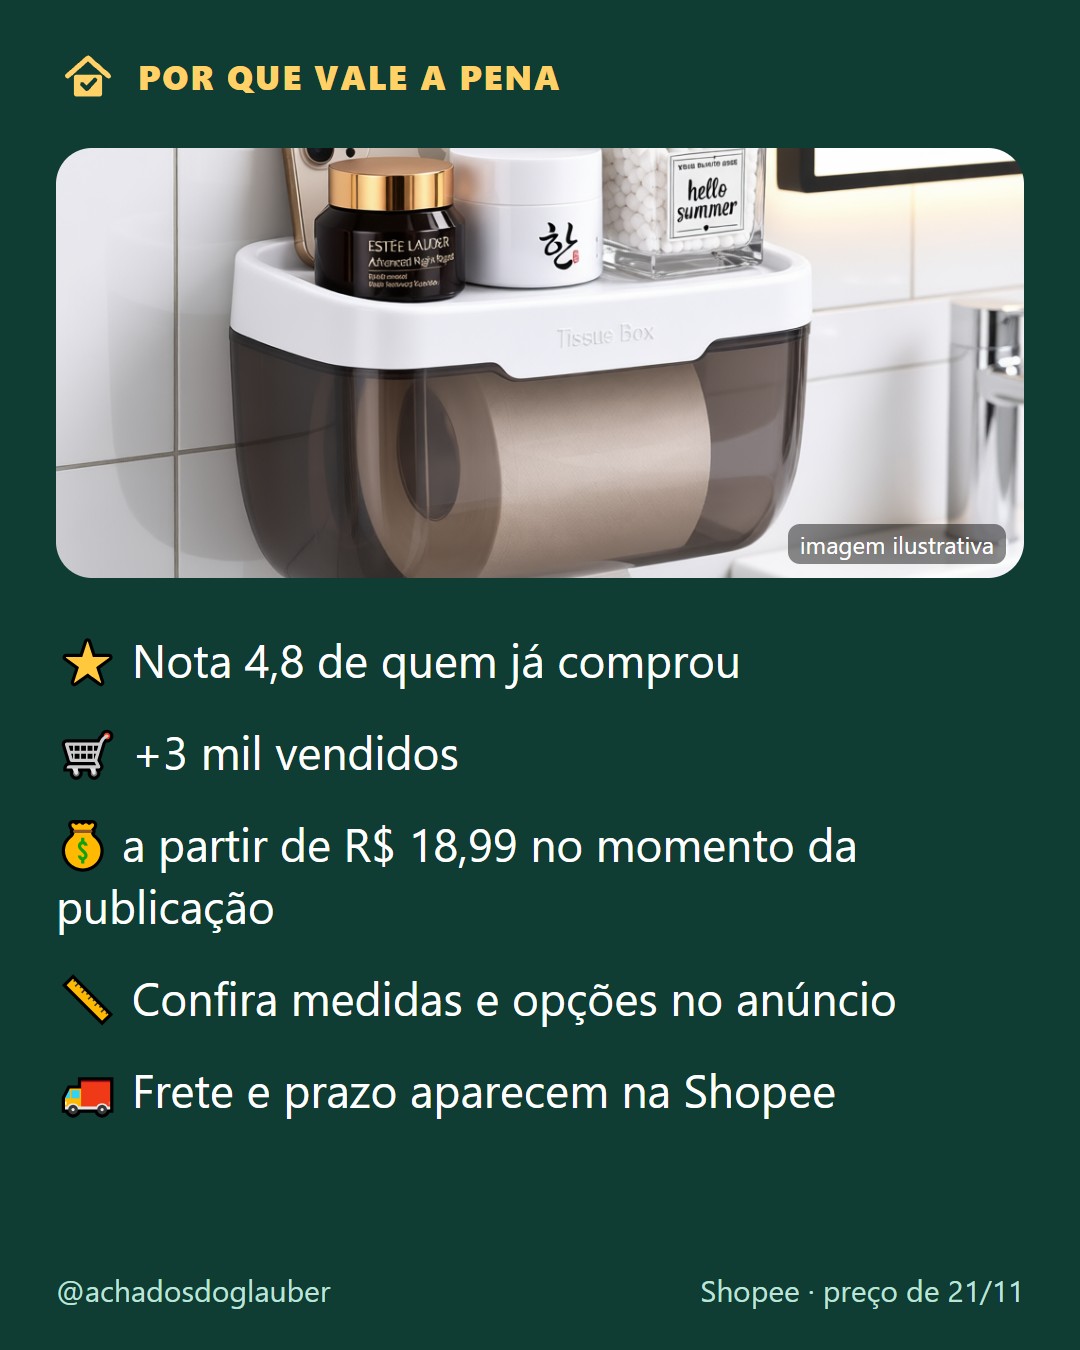 POR QUE VALE A PENA
hello
summer
ESTÉE LAUDER
한
Tissue Box
imagem ilustrativa
⭐ Nota 4,8 de quem já comprou
🛒 +3 mil vendidos
💰 a partir de R$ 18,99 no momento da
publicação
📏 Confira medidas e opções no anúncio
🚚 Frete e prazo aparecem na Shopee
@achadosdoglauber
Shopee · preço de 21/11